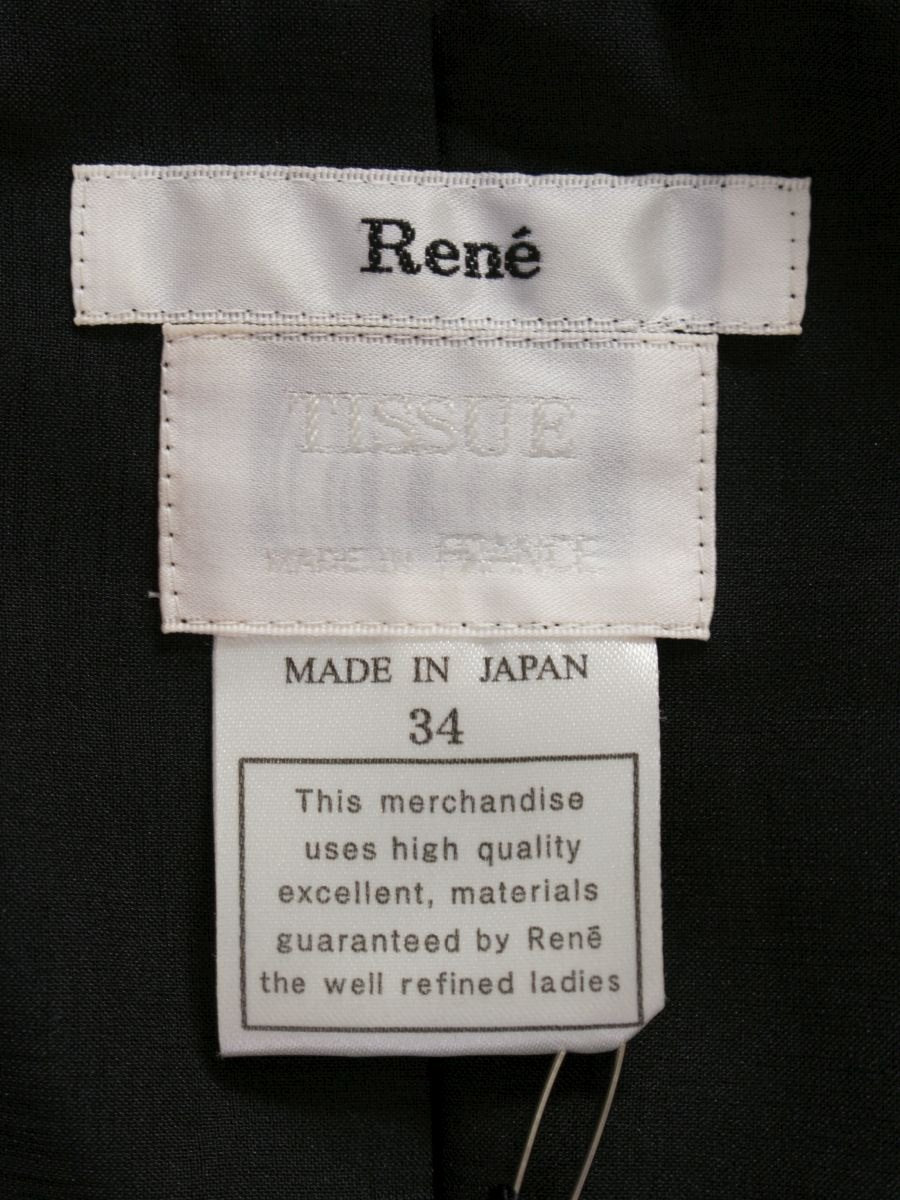 René
TISSUE
MADE IN FRANCE
MADE IN JAPAN
34
This merchandise
uses high quality
excellent, materials
guaranteed by Renē
the well refined ladies